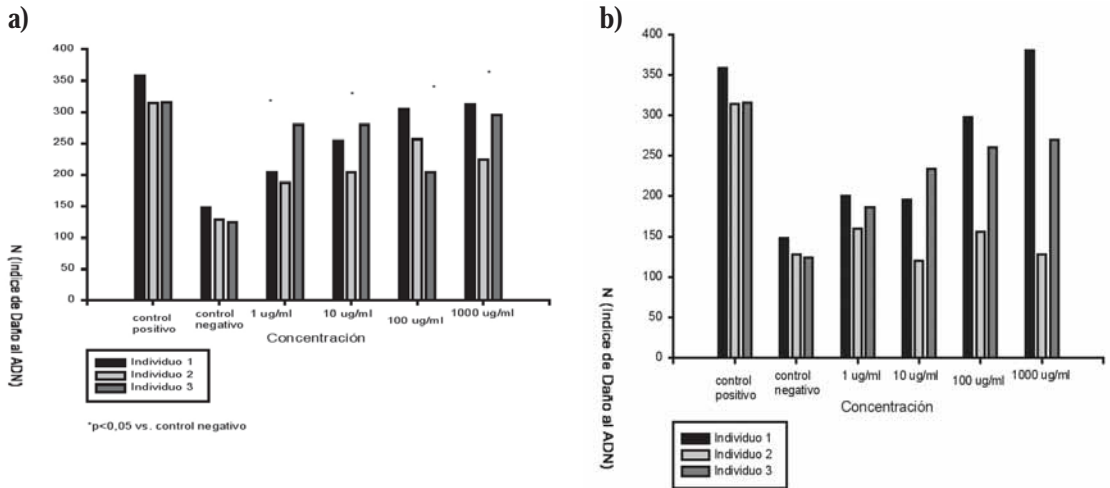 a)
400
350
300
250
200
150
100
50
0
N (Indice de Daño al ADN)
* * * *
control positivo
control negativo
1 ug/ml
10 ug/ml
100 ug/ml
1000 ug/ml
Concentración
Individuo 1
Individuo 2
Individuo 3
*p<0,05 vs. control negativo
b)
400
350
300
250
200
150
100
50
0
N (Indice de Daño al ADN)
control positivo
control negativo
1 ug/ml
10 ug/ml
100 ug/ml
1000 ug/ml
Concentración
Individuo 1
Individuo 2
Individuo 3